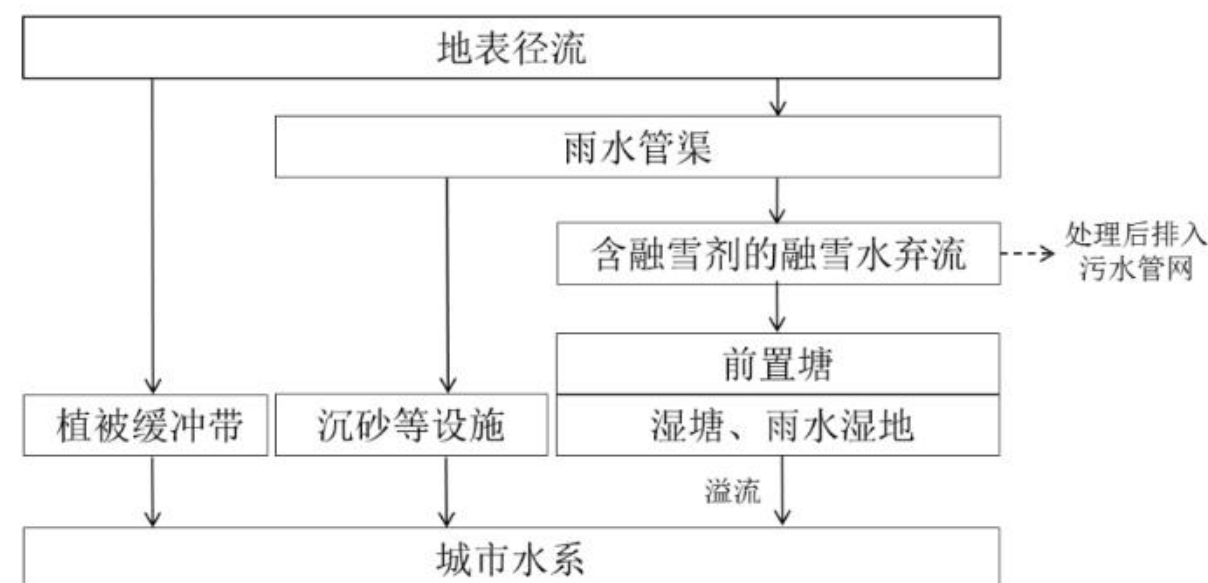 地表径流
雨水管渠
含融雪剂的融雪水弃流
处理后排入
污水管网
前置塘
植被缓冲带
沉砂等设施
湿塘、雨水湿地
溢流
城市水系